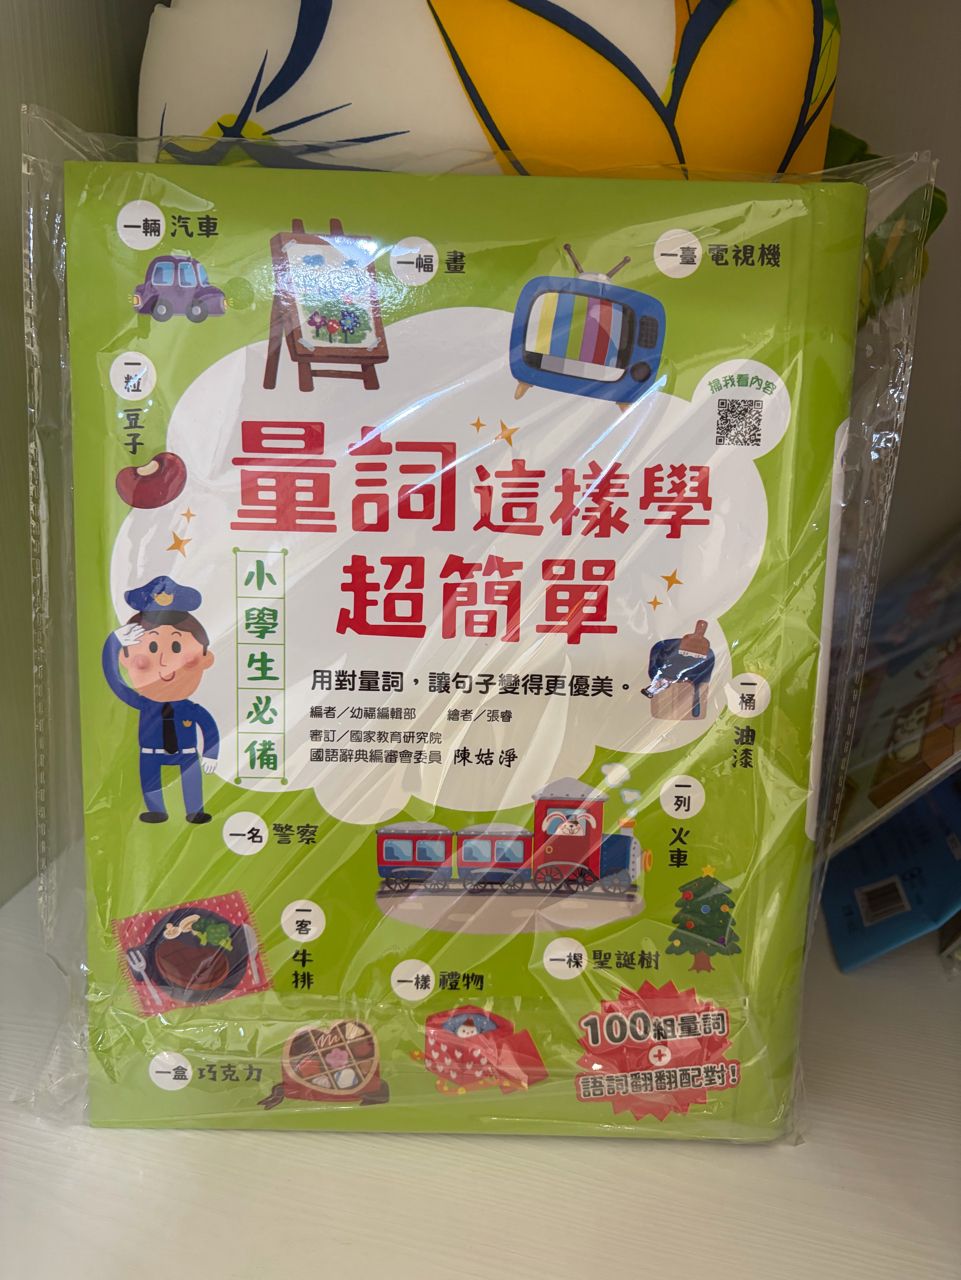 一輛 汽車
一幅 畫
一臺 電視機
一粒 豆子
掃我看內容
量詞這樣學
超簡單
小學生必備
用對量詞，讓句子變得更優美。
編者／幼福編輯部 繪者／張睿
審訂／國家教育研究院
國語辭典編審會委員 陳姞淨
一桶 油漆
一名 警察
一列 火車
一客 牛排
一樣 禮物
一棵 聖誕樹
一盒 巧克力
100組量詞
+
語詞翻翻配對！